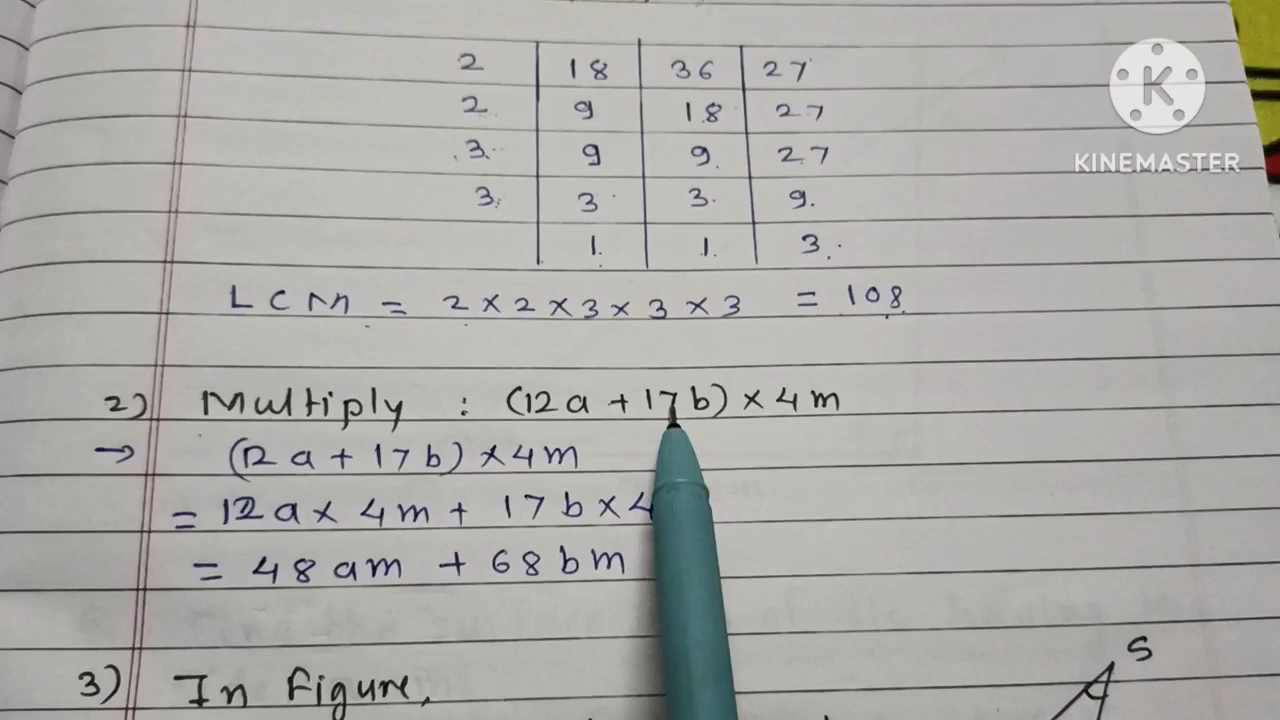 2 18 36 27
2 9 18 27
3 9 9 27
3 3 3 9
1 1 3
LCM = 2 × 2 × 3 × 3 × 3 = 108
2) Multiply : (12a + 17b) × 4m
→ (12a + 17b) × 4m
= 12a × 4m + 17b × 4
= 48am + 68bm
3) In figure,
S
K
KINEMASTER